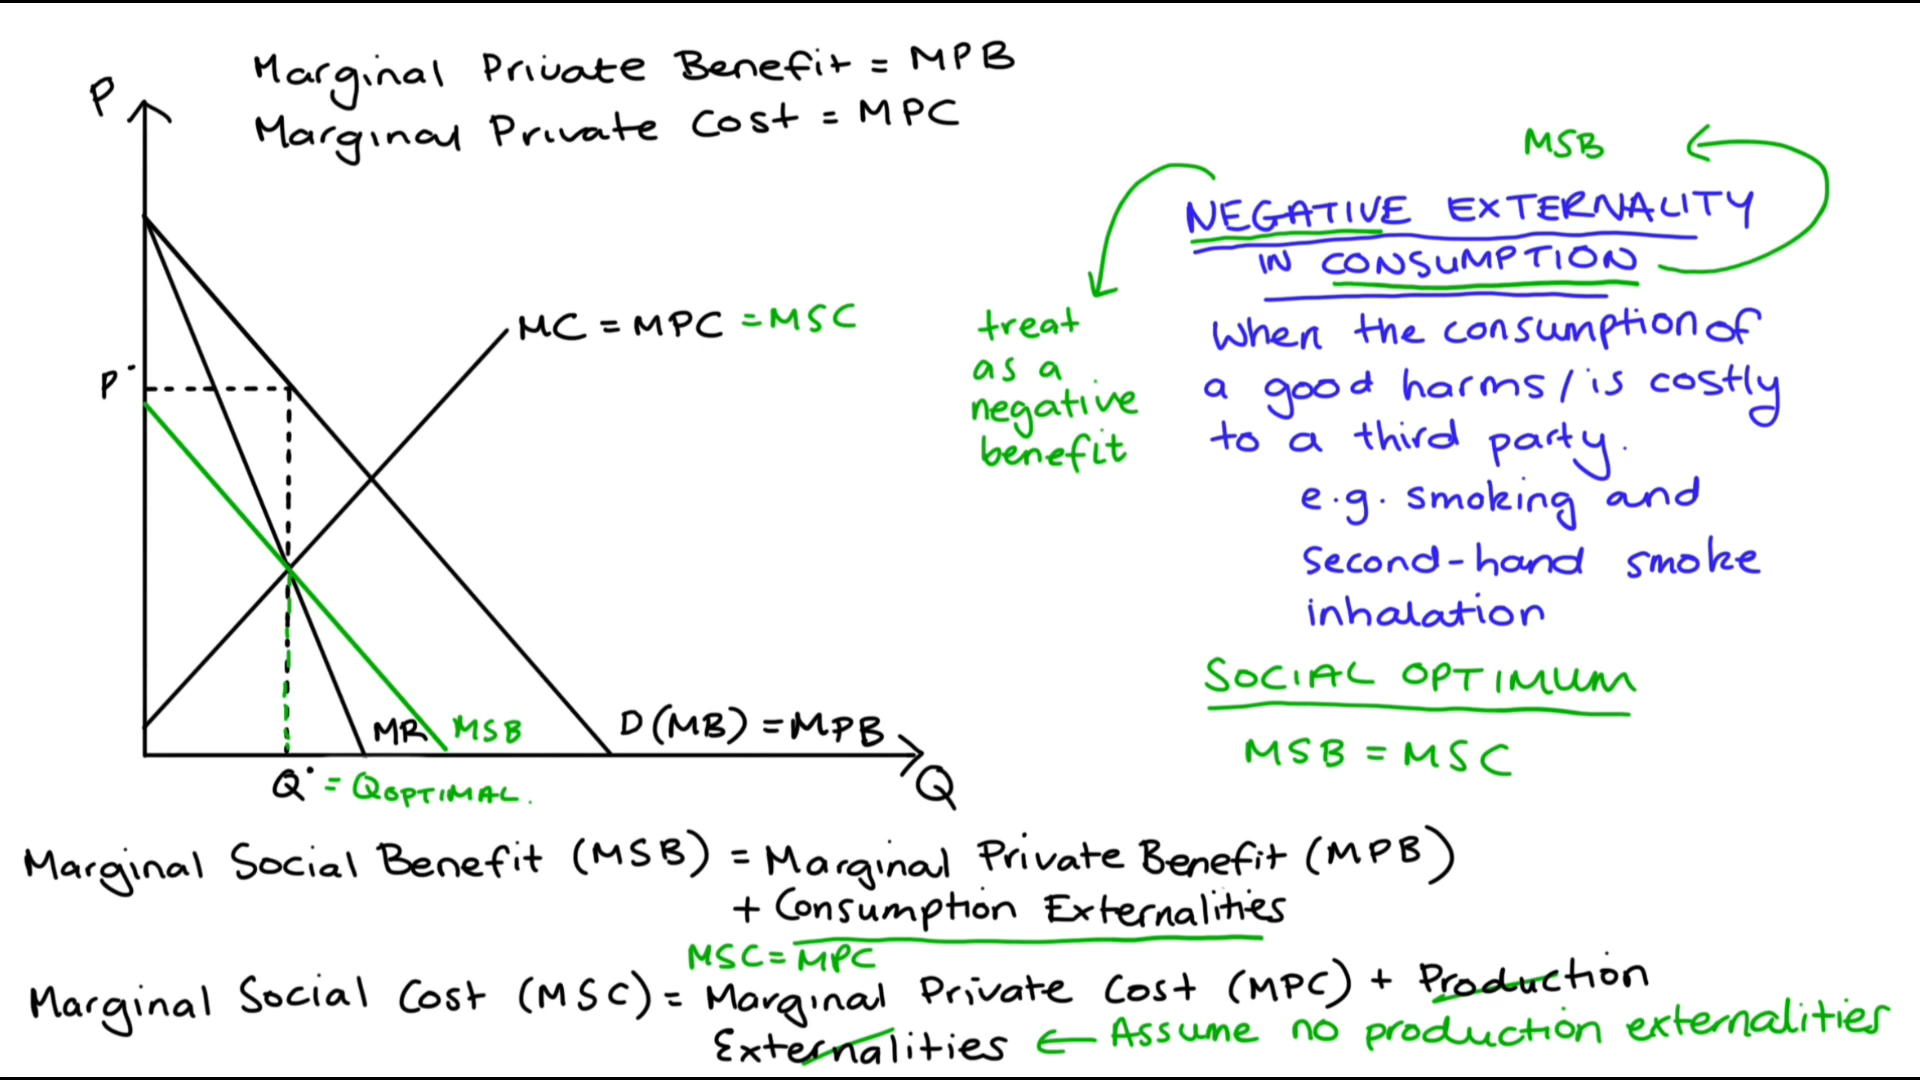 Marginal Private Benefit = MPB
Marginal Private Cost = MPC
P
MC = MPC = MSC
P*
MR
MSB
D(MB) = MPB
Q* = QOPTIMAL.
Q
MSB
NEGATIVE EXTERNALITY
IN CONSUMPTION
treat
as a
negative
benefit
When the consumption of
a good harms / is costly
to a third party.
e.g. smoking and
second-hand smoke
inhalation
SOCIAL OPTIMUM
MSB = MSC
Marginal Social Benefit (MSB) = Marginal Private Benefit (MPB)
+ Consumption Externalities
MSC = MPC
Marginal Social Cost (MSC) = Marginal Private Cost (MPC) + Production
Externalities ← Assume no production externalities